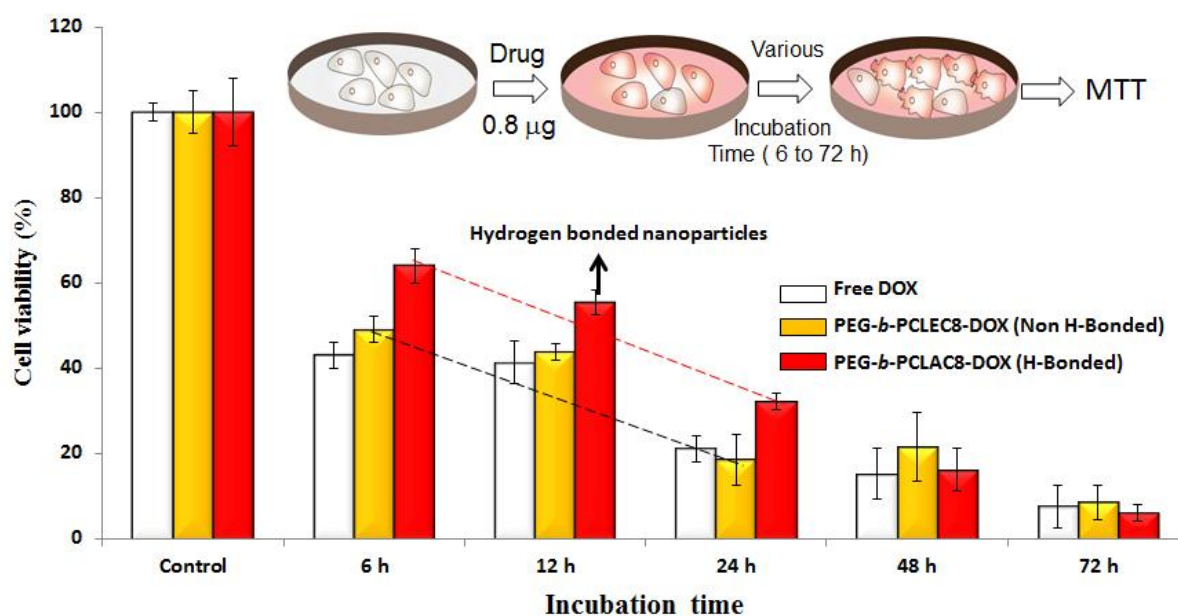 120
100
80
60
40
20
0
Cell viability (%)
Drug
0.8 µg
Various
Incubation
Time ( 6 to 72 h)
MTT
Hydrogen bonded nanoparticles
Free DOX
PEG-b-PCLEC8-DOX (Non H-Bonded)
PEG-b-PCLAC8-DOX (H-Bonded)
Control 6 h 12 h 24 h 48 h 72 h
Incubation time